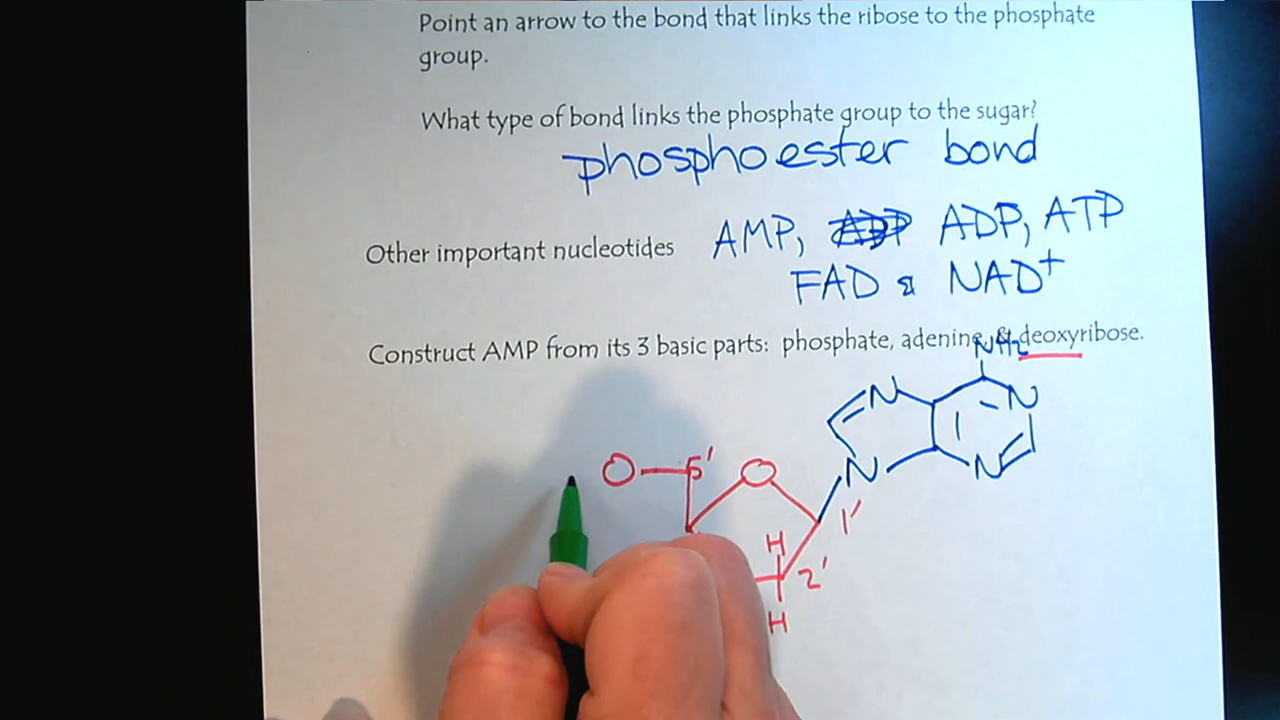 Point an arrow to the bond that links the ribose to the phosphate
group.
What type of bond links the phosphate group to the sugar?
phosphoester bond
Other important nucleotides AMP, ADP, ATP
FAD & NAD+
Construct AMP from its 3 basic parts: phosphate, adenine, & deoxyribose.
NH2
N N
O 5' O N N
1'
H
2'
H